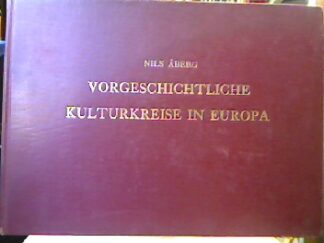 NILS ÅBERG
VORGESCHICHTLICHE
KULTURKREISE IN EUROPA